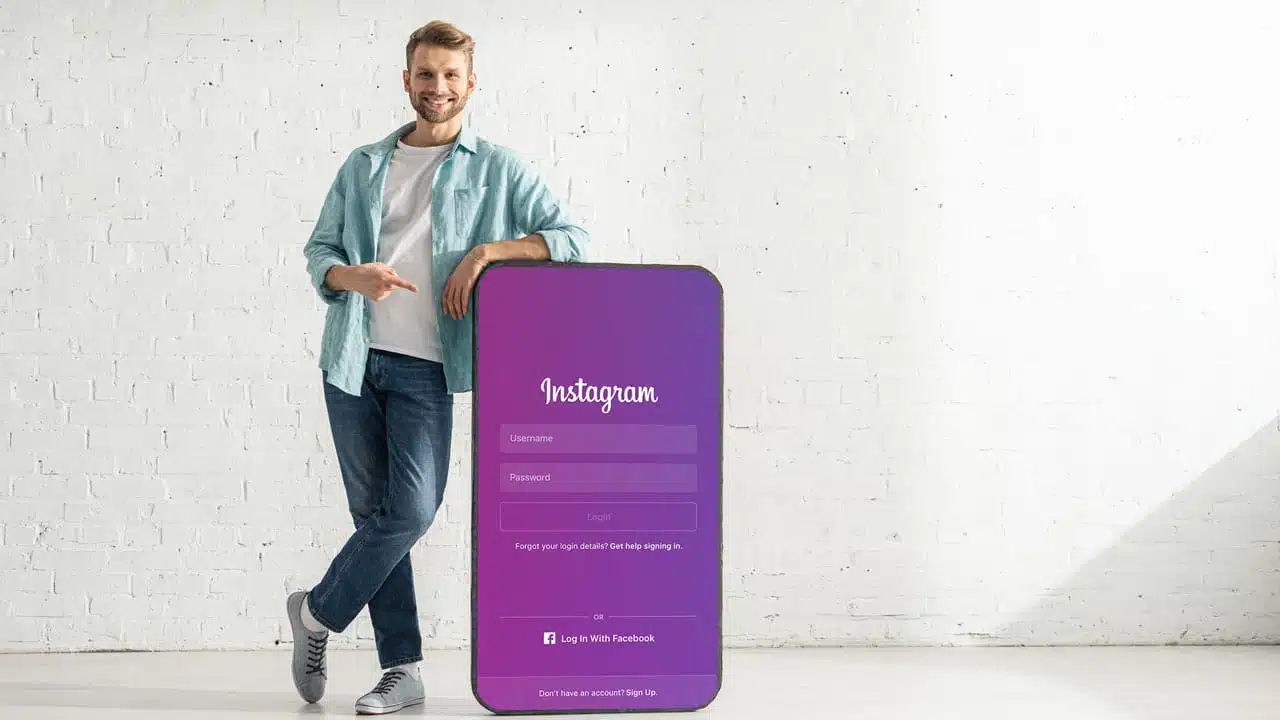 Instagram
Username
Password
Login
Forgot your login details? Get help signing in.
OR
Log In With Facebook
Don't have an account? Sign Up.